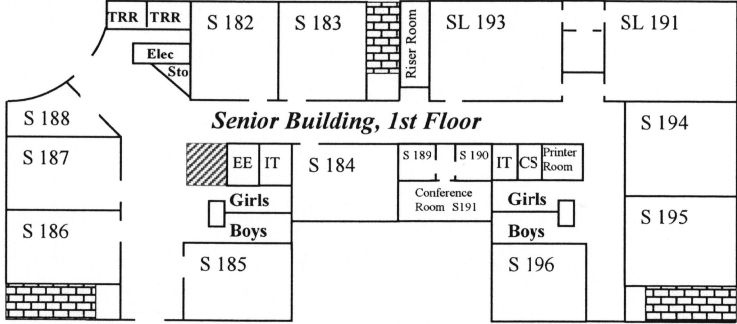 TRR
TRR
S 182
S 183
Riser Room
SL 193
SL 191
Elec
Sto
S 188
Senior Building, 1st Floor
S 194
S 187
EE
IT
S 184
S 189
S 190
IT
CS
Printer
Room
Conference
Room S191
Girls
Girls
S 186
Boys
Boys
S 195
S 185
S 196